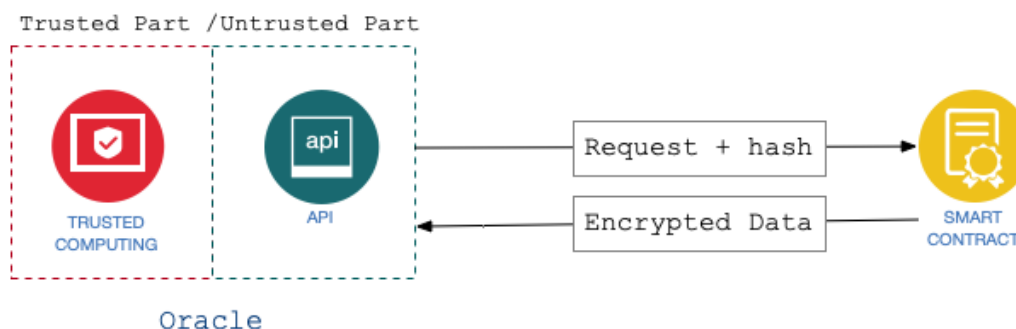 Trusted Part /Untrusted Part
api
Request + hash
Encrypted Data
TRUSTED
COMPUTING
API
SMART
CONTRACT
Oracle